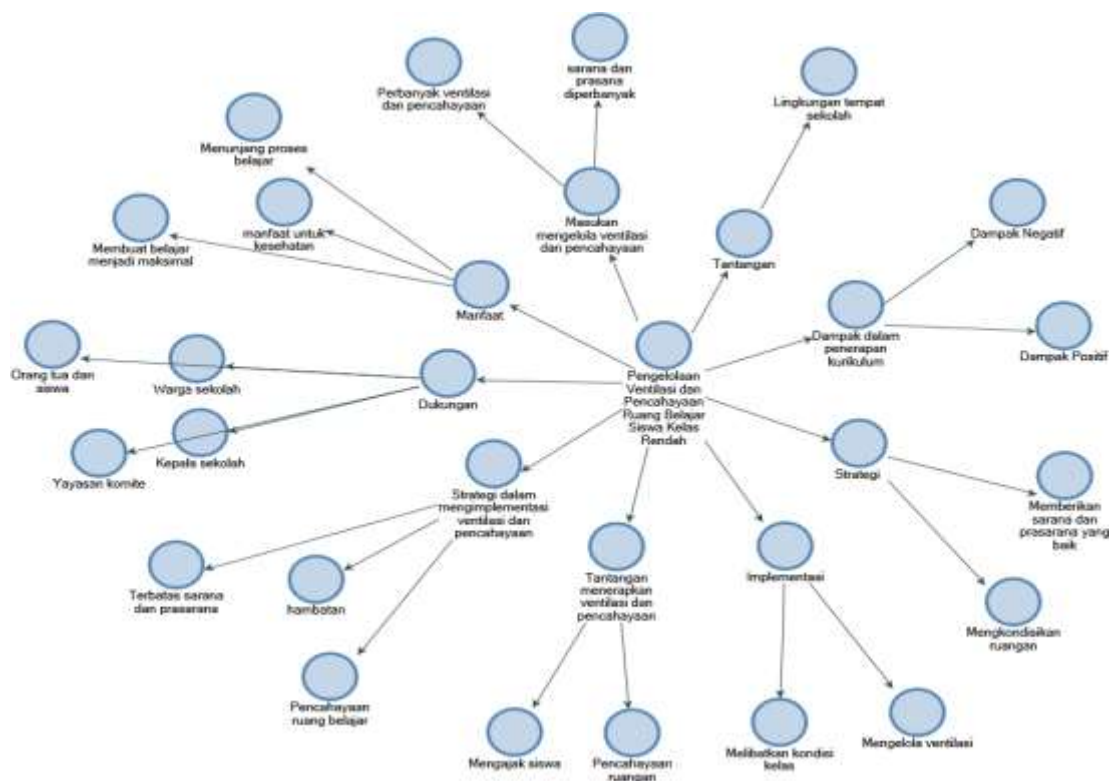 sarana dan
prasana
diperbanyak
Perbanyak ventilasi
dan pencahayaan
Lingkungan tempat
sekolah
Menunjang proses
belajar
manfaat untuk
kesehatan
Membuat belajar
menjadi maksimal
Masukan
mengelola ventilasi
dan pencahayaan
Tantangan
Dampak Negatif
Manfaat
Dampak dalam
penerapan
kurikulum
Dampak Positif
Orang tua dan
siswa
Warga sekolah
Dukungan
Pengelolaan
Ventilasi dan
Pencahayaan
Ruang Belajar
Siswa Kelas
Rendah
Yayasan komite
Kepala sekolah
Strategi
Strategi dalam
mengimplementasi
ventilasi dan
pencahayaan
Memberikan
sarana dan
prasarana yang
baik
Terbatas sarana
dan prasarana
hambatan
Tantangan
menerapkan
ventilasi dan
pencahayaan
Implementasi
Mengkondisikan
ruangan
Pencahayaan
ruang belajar
Mengajak siswa
Pencahayaan
ruangan
Melibatkan kondisi
kelas
Mengelola ventilasi